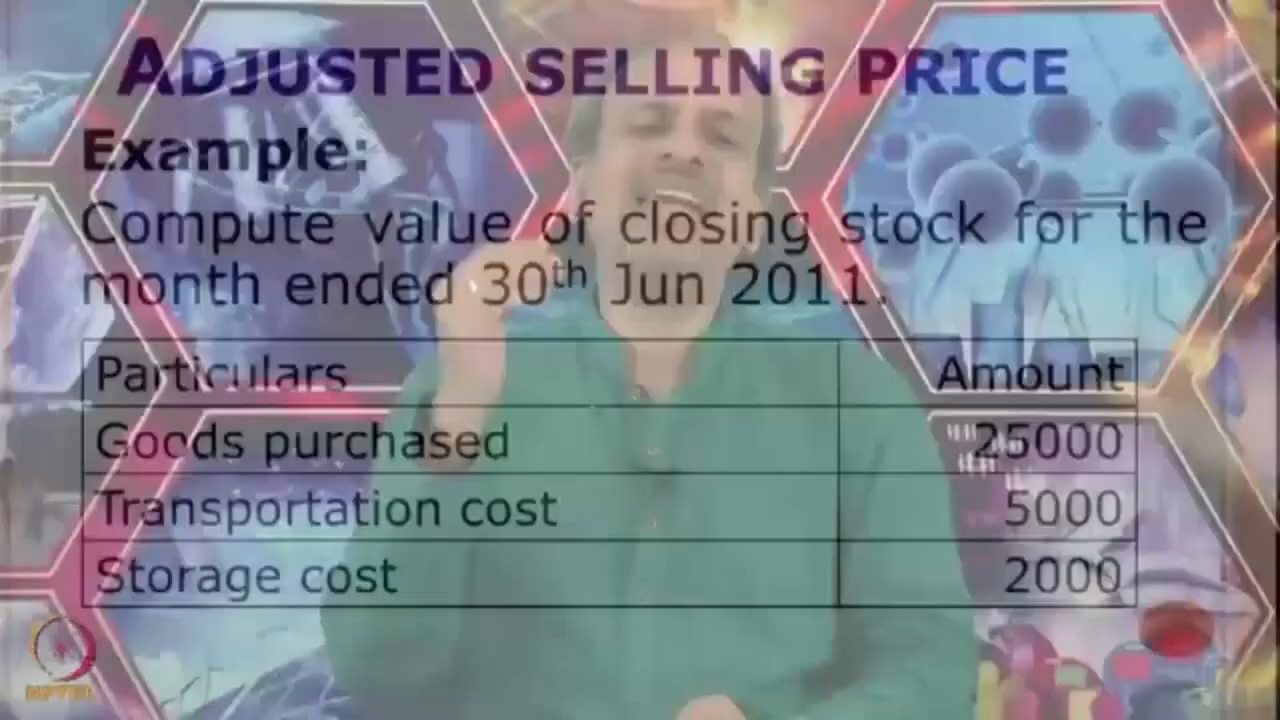 ADJUSTED SELLING PRICE
Example:
Compute value of closing stock for the
month ended 30th Jun 2011.
Particulars Amount
Goods purchased 25000
Transportation cost 5000
Storage cost 2000
NPTEL